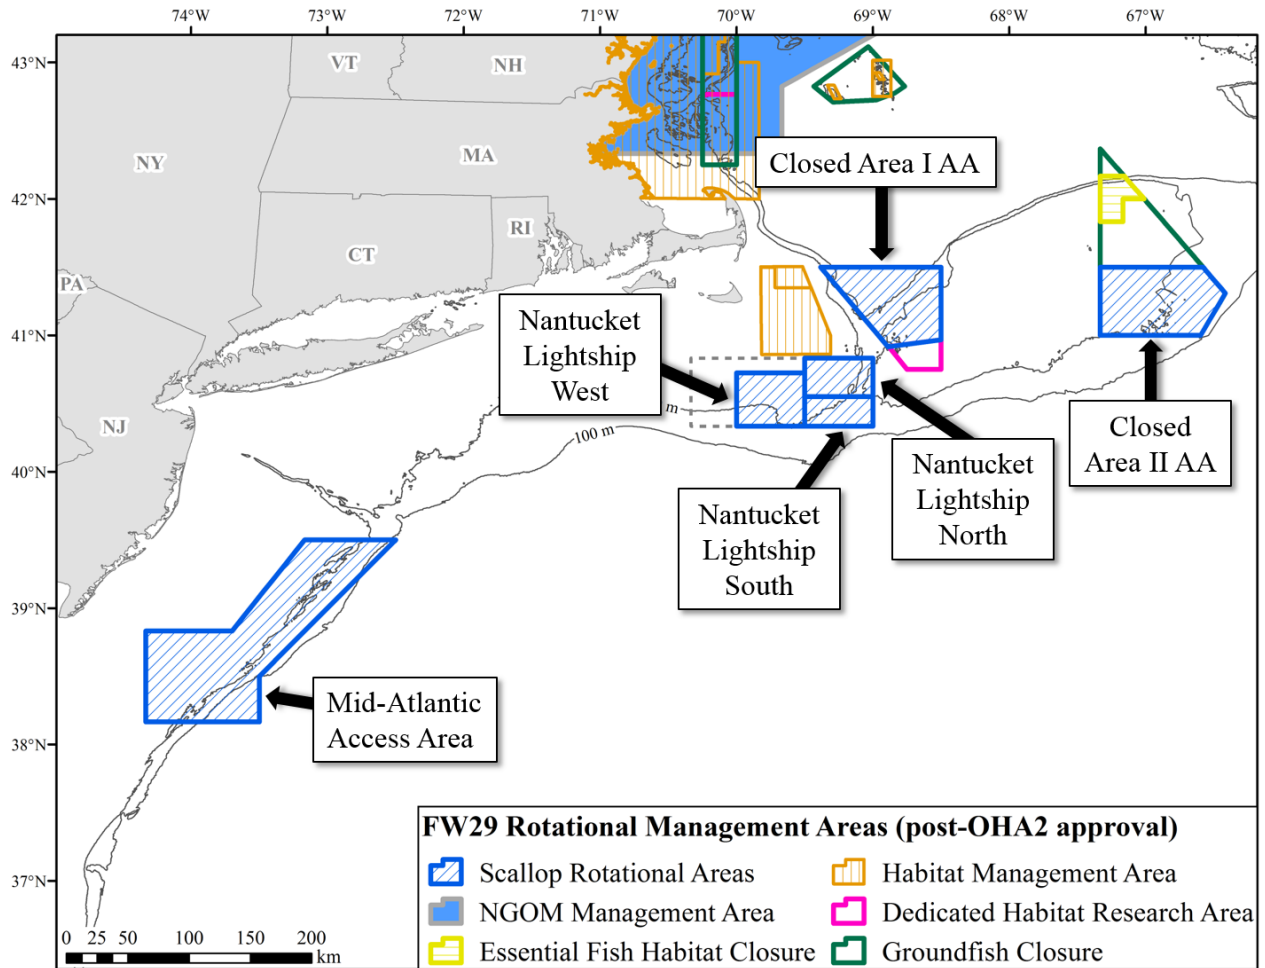 74°W 73°W 72°W 71°W 70°W 69°W 68°W 67°W
43°N
VT
NH
NY
MA
Closed Area I AA
42°N
RI
CT
PA
Nantucket
Lightship
West
41°N
m
Closed
Area II AA
NJ
100 m
40°N
Nantucket
Lightship
North
Nantucket
Lightship
South
39°N
Mid-Atlantic
Access Area
38°N
FW29 Rotational Management Areas (post-OHA2 approval)
Scallop Rotational Areas
Habitat Management Area
37°N
NGOM Management Area
Dedicated Habitat Research Area
Essential Fish Habitat Closure
Groundfish Closure
0 25 50 100 150 200
km